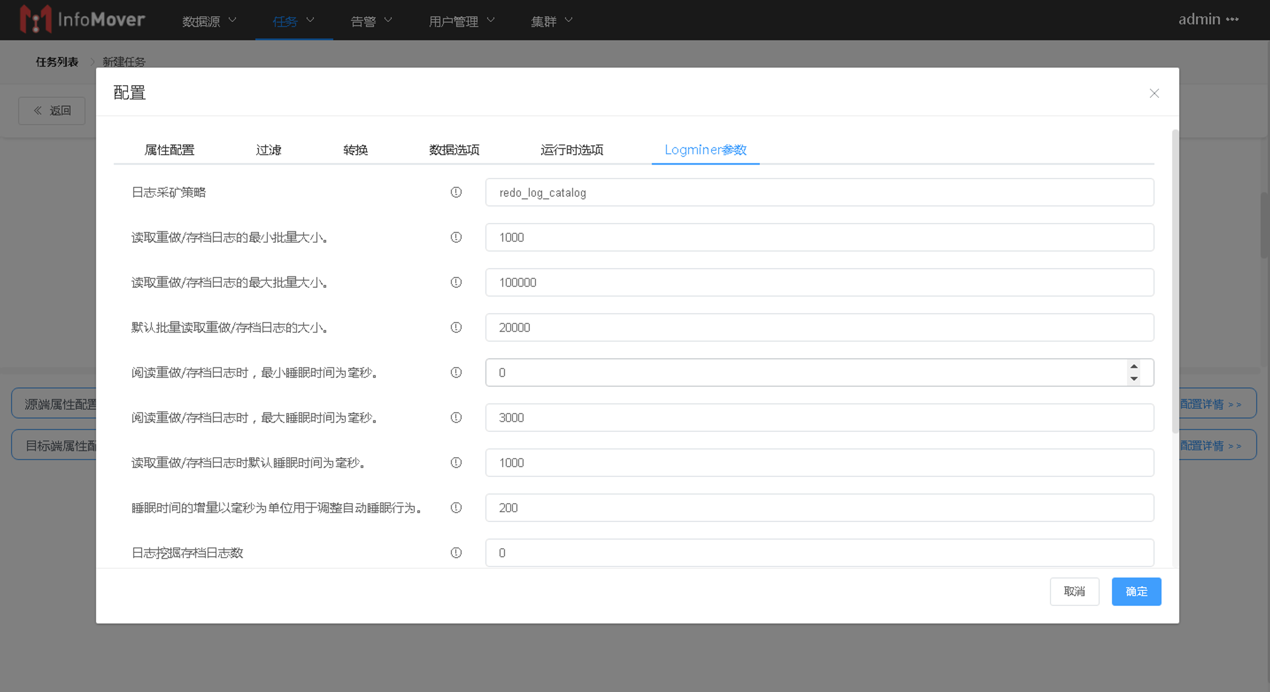 InfoMover 数据源 任务 告警 用户管理 集群 admin ···
任务列表 新建任务
配置
« 返回
属性配置 过滤 转换 数据选项 运行时选项 Logminer参数
日志采矿策略 redo_log_catalog
读取重做/存档日志的最小批量大小。 1000
读取重做/存档日志的最大批量大小。 100000
默认批量读取重做/存档日志的大小。 20000
阅读重做/存档日志时，最小睡眠时间为毫秒。 0
源端属性配置 配置详情 >>
阅读重做/存档日志时，最大睡眠时间为毫秒。 3000
目标端属性配 配置详情 >>
读取重做/存档日志时默认睡眠时间为毫秒。 1000
睡眠时间的增量以毫秒为单位用于调整自动睡眠行为。 200
日志挖掘存档日志数 0
取消 确定